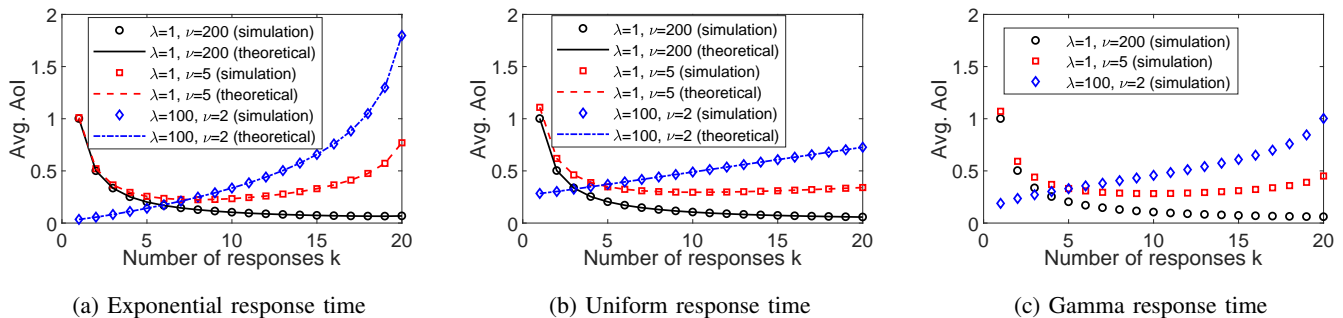 2
1.5
1
0.5
0
Avg. AoI
λ=1, ν=200 (simulation)
λ=1, ν=200 (theoretical)
λ=1, ν=5 (simulation)
λ=1, ν=5 (theoretical)
λ=100, ν=2 (simulation)
λ=100, ν=2 (theoretical)
0 5 10 15 20
Number of responses k
(a) Exponential response time
2
1.5
1
0.5
0
Avg. AoI
λ=1, ν=200 (simulation)
λ=1, ν=200 (theoretical)
λ=1, ν=5 (simulation)
λ=1, ν=5 (theoretical)
λ=100, ν=2 (simulation)
λ=100, ν=2 (theoretical)
0 5 10 15 20
Number of responses k
(b) Uniform response time
2
1.5
1
0.5
0
Avg. AoI
λ=1, ν=200 (simulation)
λ=1, ν=5 (simulation)
λ=100, ν=2 (simulation)
0 5 10 15 20
Number of responses k
(c) Gamma response time